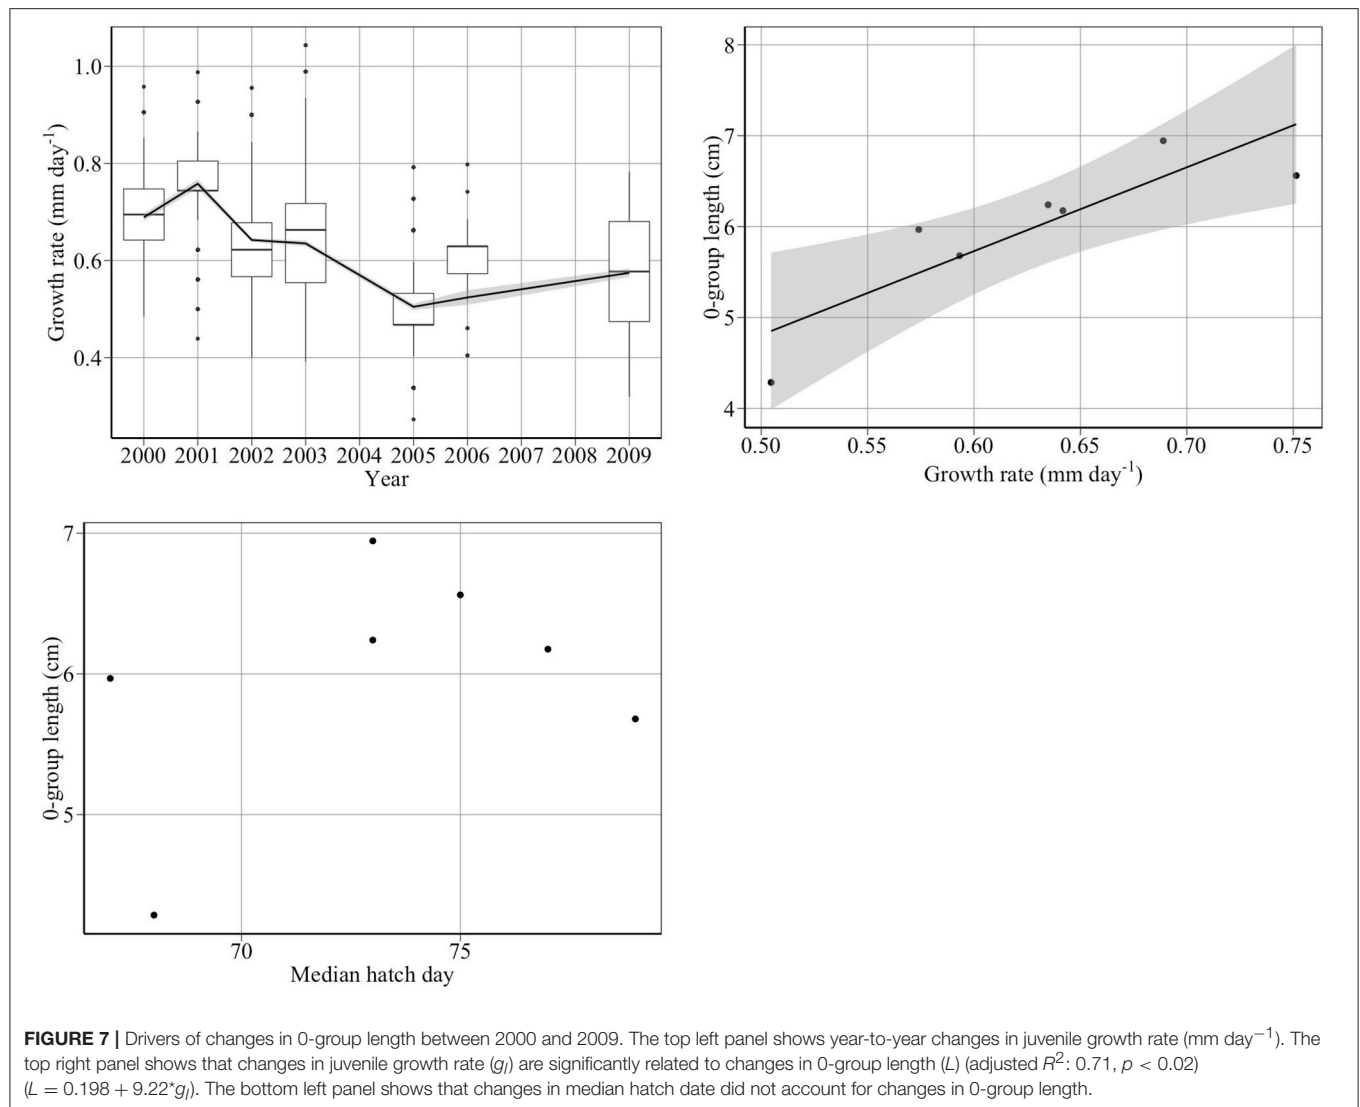 1.0
0.8
0.6
0.4
Growth rate (mm day⁻¹)
2000 2001 2002 2003 2004 2005 2006 2007 2008 2009
Year
8
7
6
5
4
0-group length (cm)
0.50 0.55 0.60 0.65 0.70 0.75
Growth rate (mm day⁻¹)
7
6
5
0-group length (cm)
70 75
Median hatch day
FIGURE 7 | Drivers of changes in 0-group length between 2000 and 2009. The top left panel shows year-to-year changes in juvenile growth rate (mm day⁻¹). The
top right panel shows that changes in juvenile growth rate (gₗ) are significantly related to changes in 0-group length (L) (adjusted R²: 0.71, p < 0.02)
(L = 0.198 + 9.22*gₗ). The bottom left panel shows that changes in median hatch date did not account for changes in 0-group length.